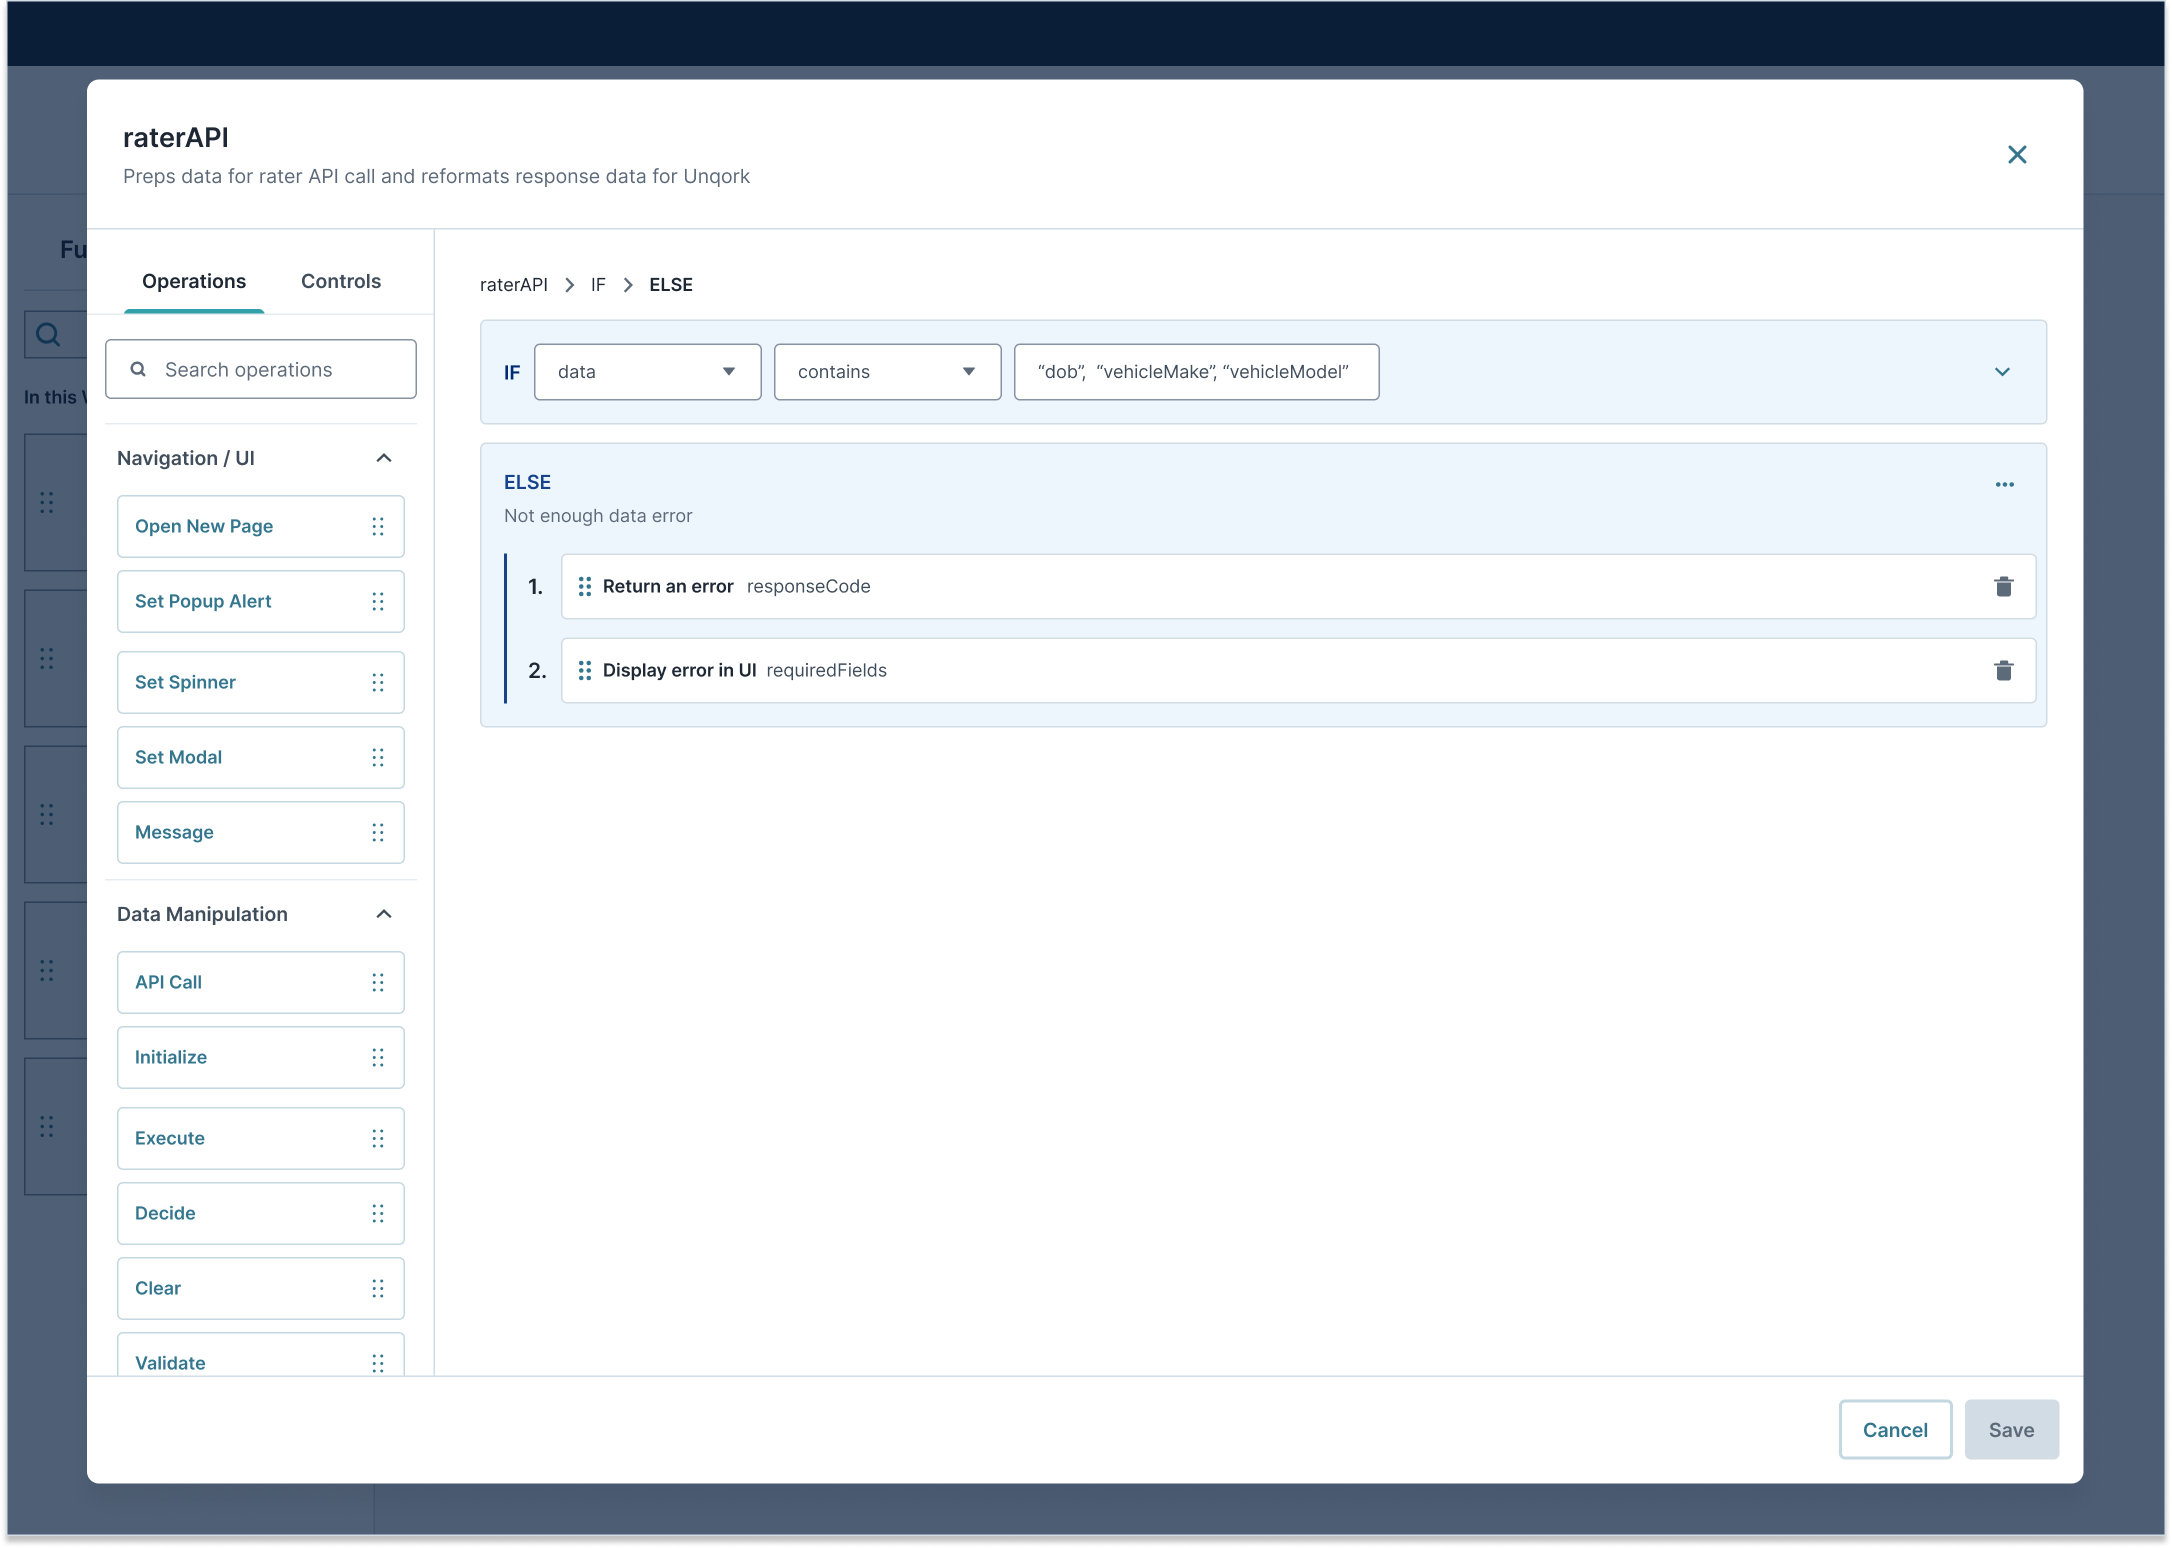 raterAPI
Preps data for rater API call and reformats response data for Unqork
Fu
In this
Operations
Controls
Search operations
Navigation / UI
Open New Page
Set Popup Alert
Set Spinner
Set Modal
Message
Data Manipulation
API Call
Initialize
Execute
Decide
Clear
Validate
raterAPI > IF > ELSE
IF data contains “dob”, “vehicleMake”, “vehicleModel”
ELSE
Not enough data error
1. Return an error responseCode
2. Display error in UI requiredFields
Cancel
Save